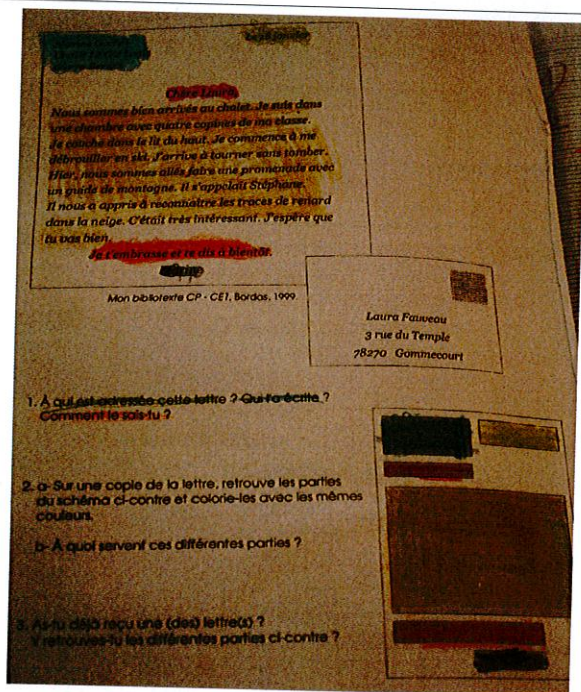 Le 28 janvier
Chère Laura,
Nous sommes bien arrivés au chalet. Je suis dans
une chambre avec quatre copines de ma classe.
Je couche dans le lit du haut. Je commence à me
débrouiller en ski. J'arrive à tourner sans tomber.
Hier, nous sommes allés faire une promenade avec
un guide de montagne. Il s'appelait Stéphane.
Il nous a appris à reconnaître les traces de renard
dans la neige. C'était très intéressant. J'espère que
tu vas bien.
Je t'embrasse et te dis à bientôt.
Mon bibliotexte CP - CE1, Bordas, 1999
Laura Fauveau
3 rue du Temple
78270 Gommecourt
1. À qui est adressée cette lettre ? Qui l'a écrite ?
Comment le sais-tu ?
2. a- Sur une copie de la lettre, retrouve les parties
du schéma ci-contre et colorie-les avec les mêmes
couleurs.
b- À quoi servent ces différentes parties ?
3. As-tu déjà reçu une (des) lettre(s) ?
Y retrouves-tu les différentes parties ci-contre ?